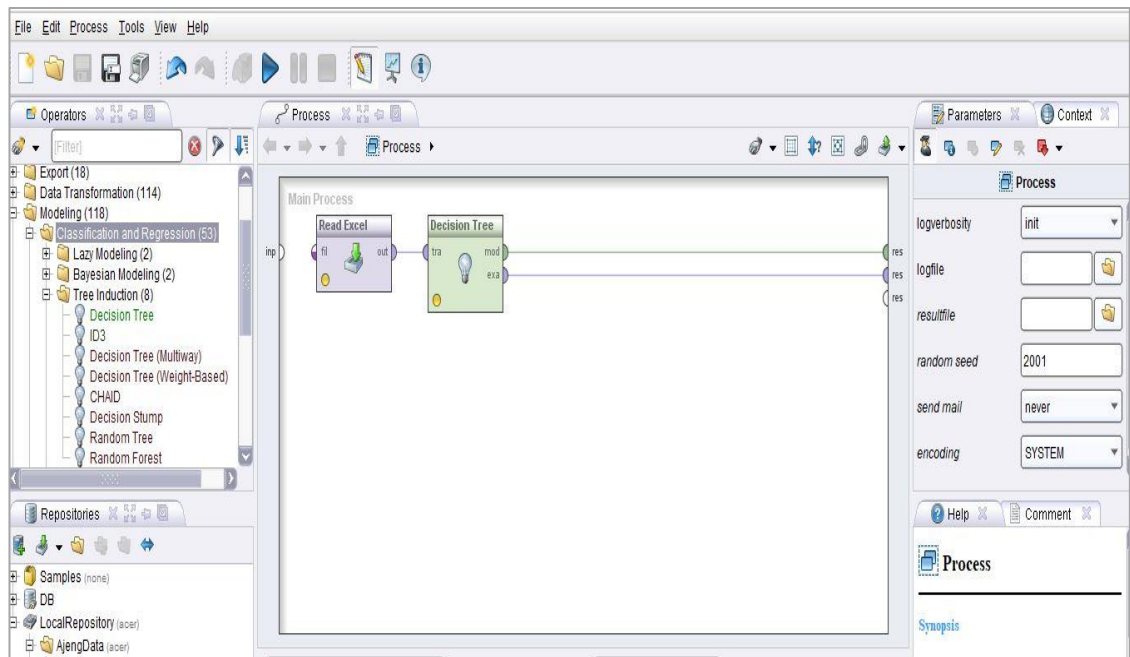 File Edit Process Tools View Help
Operators
[Filter]
Export (18)
Data Transformation (114)
Modeling (118)
Classification and Regression (53)
Lazy Modeling (2)
Bayesian Modeling (2)
Tree Induction (8)
Decision Tree
ID3
Decision Tree (Multiway)
Decision Tree (Weight-Based)
CHAID
Decision Stump
Random Tree
Random Forest
Repositories
Samples (none)
DB
LocalRepository (acer)
AjengData (acer)
Process
Process
Main Process
Read Excel
Decision Tree
inp
fil
out
tra
mod
exa
res
res
res
Parameters
Context
Process
logverbosity
init
logfile
resultfile
random seed
2001
send mail
never
encoding
SYSTEM
Help
Comment
Process
Synopsis